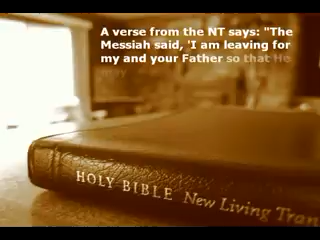 A verse from the NT says: "The
Messiah said, 'I am leaving for
my and your Father so that He
may
HOLY BIBLE New Living Tran